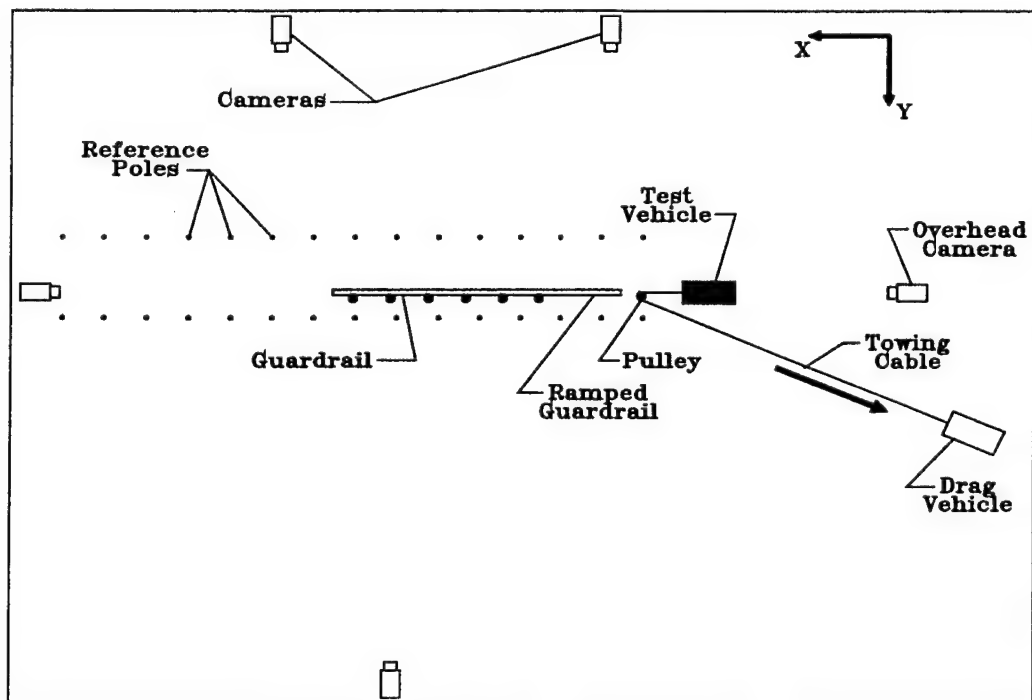 X
Y
Cameras
Reference
Poles
Test
Vehicle
Overhead
Camera
Guardrail
Pulley
Towing
Cable
Ramped
Guardrail
Drag
Vehicle